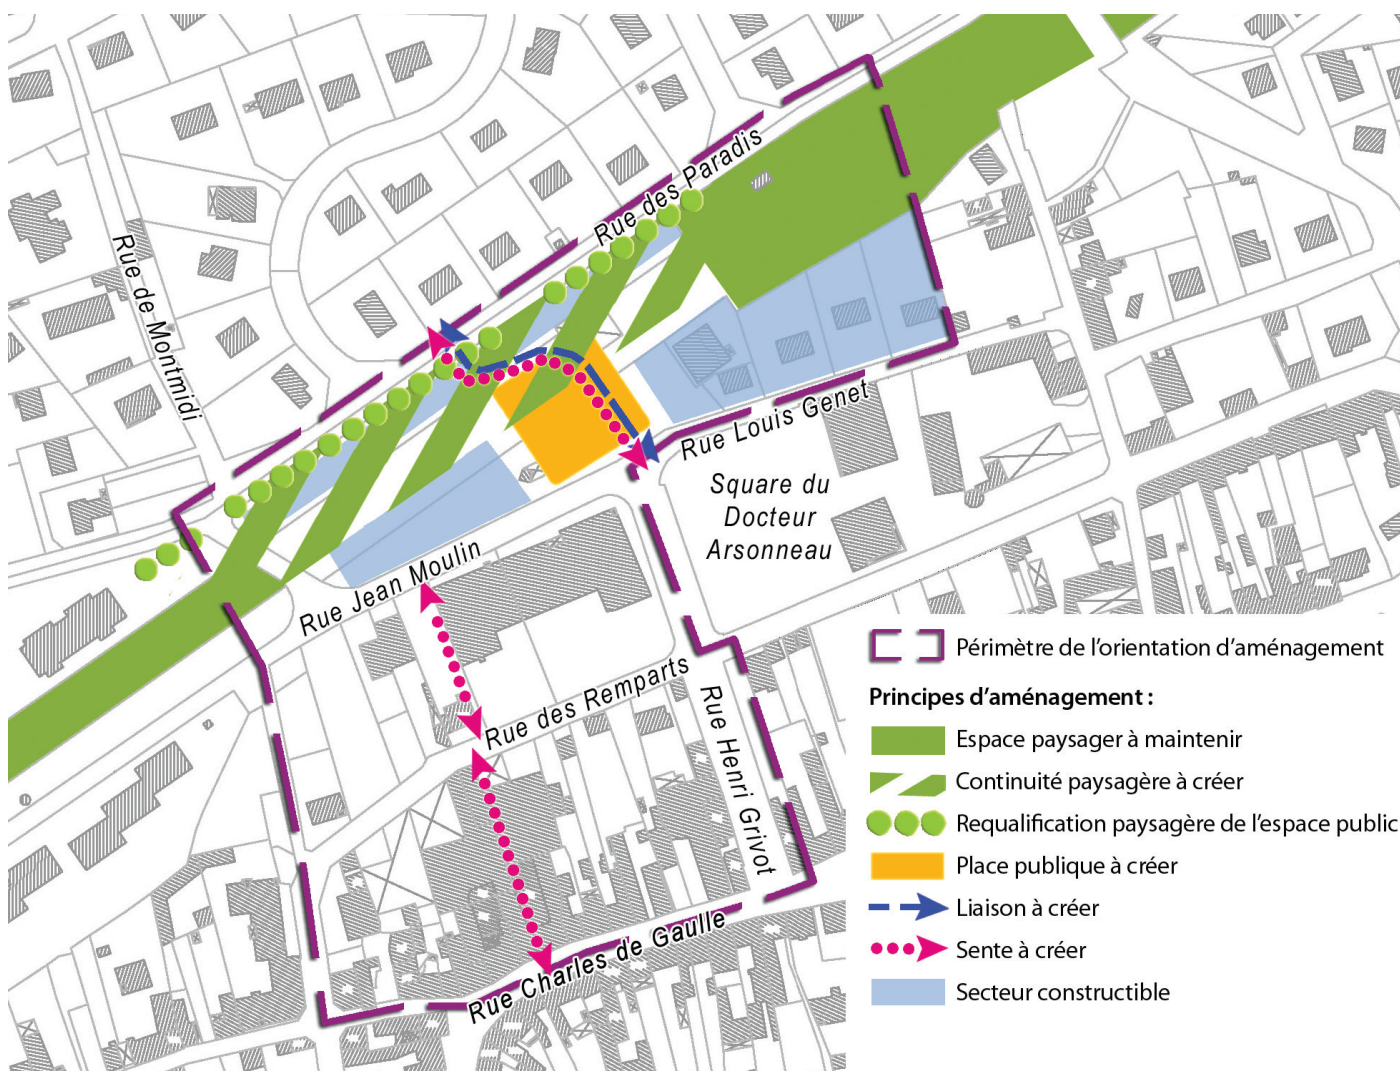 Rue des Paradis
Rue de Montmidi
Rue Louis Genet
Square du
Docteur
Arsonneau
Rue Jean Moulin
Rue des Remparts
Rue Henri Grivot
Rue Charles de Gaulle
Périmètre de l'orientation d'aménagement
Principes d'aménagement :
Espace paysager à maintenir
Continuité paysagère à créer
Requalification paysagère de l'espace public
Place publique à créer
Liaison à créer
Sente à créer
Secteur constructible